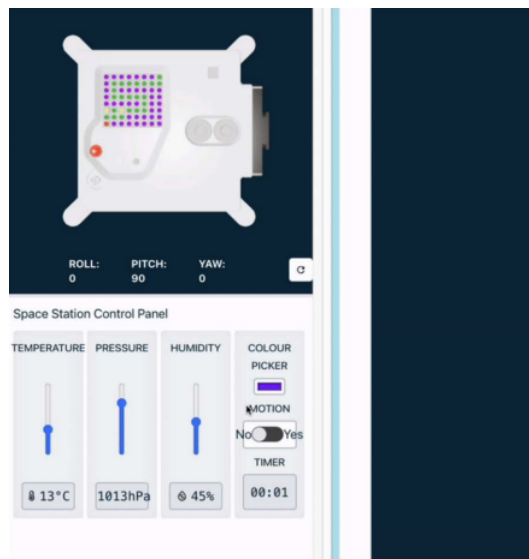 ROLL: PITCH: YAW:
0 90 0
Space Station Control Panel
TEMPERATURE PRESSURE HUMIDITY COLOUR
PICKER
MOTION
No Yes
TIMER
13°C 1013hPa 45% 00:01